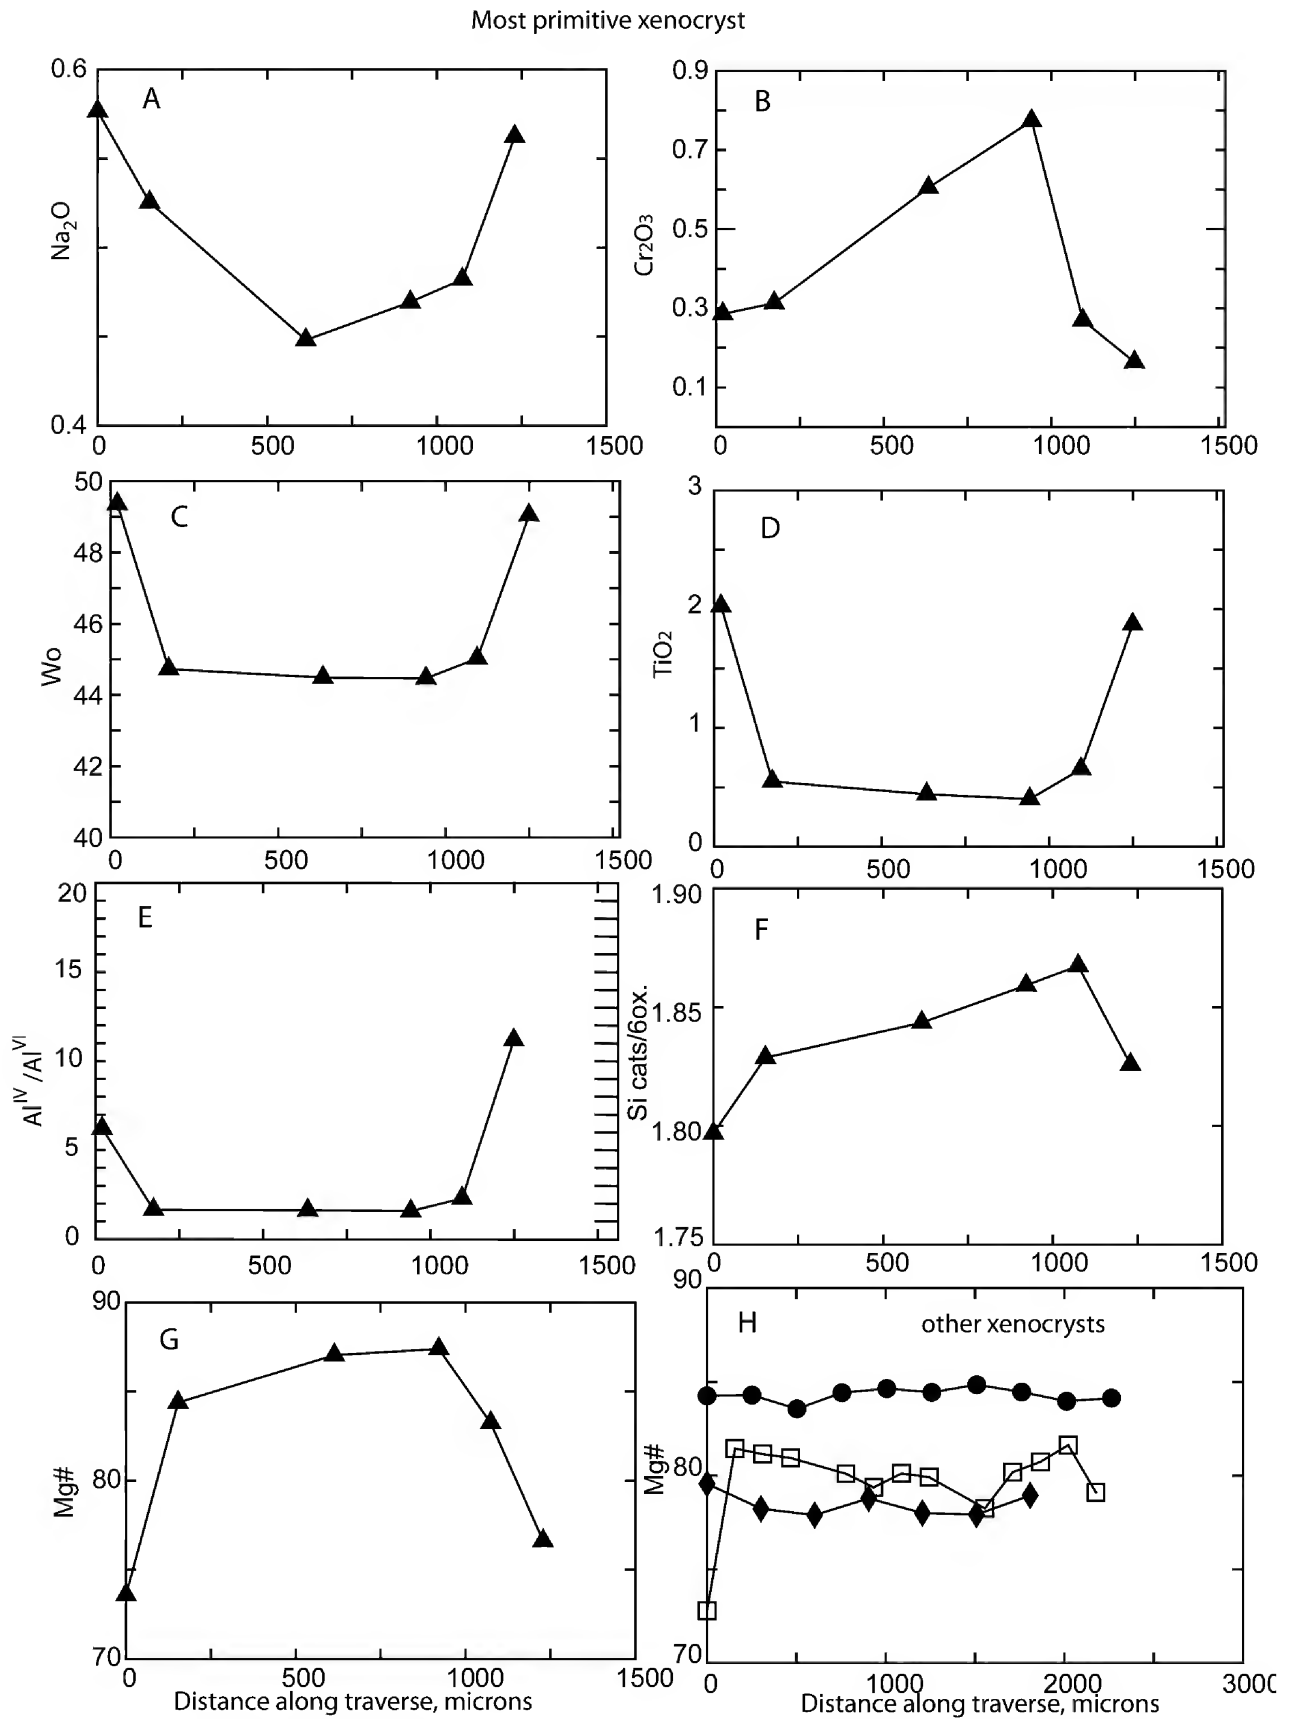 Most primitive xenocryst
A
0.6
Na2O
0.4
0 500 1000 1500
B
0.9
0.7
0.5
0.3
0.1
Cr2O3
0 500 1000 1500
C
50
48
46
44
42
40
Wo
0 500 1000 1500
D
3
2
1
0
TiO2
0 500 1000 1500
E
20
15
10
5
0
Al^IV/Al^VI
0 500 1000 1500
F
1.90
1.85
1.80
1.75
Si cats/6ox.
0 500 1000 1500
G
90
80
70
Mg#
0 500 1000 1500
Distance along traverse, microns
H other xenocrysts
90
80
70
Mg#
0 1000 2000 3000
Distance along traverse, microns